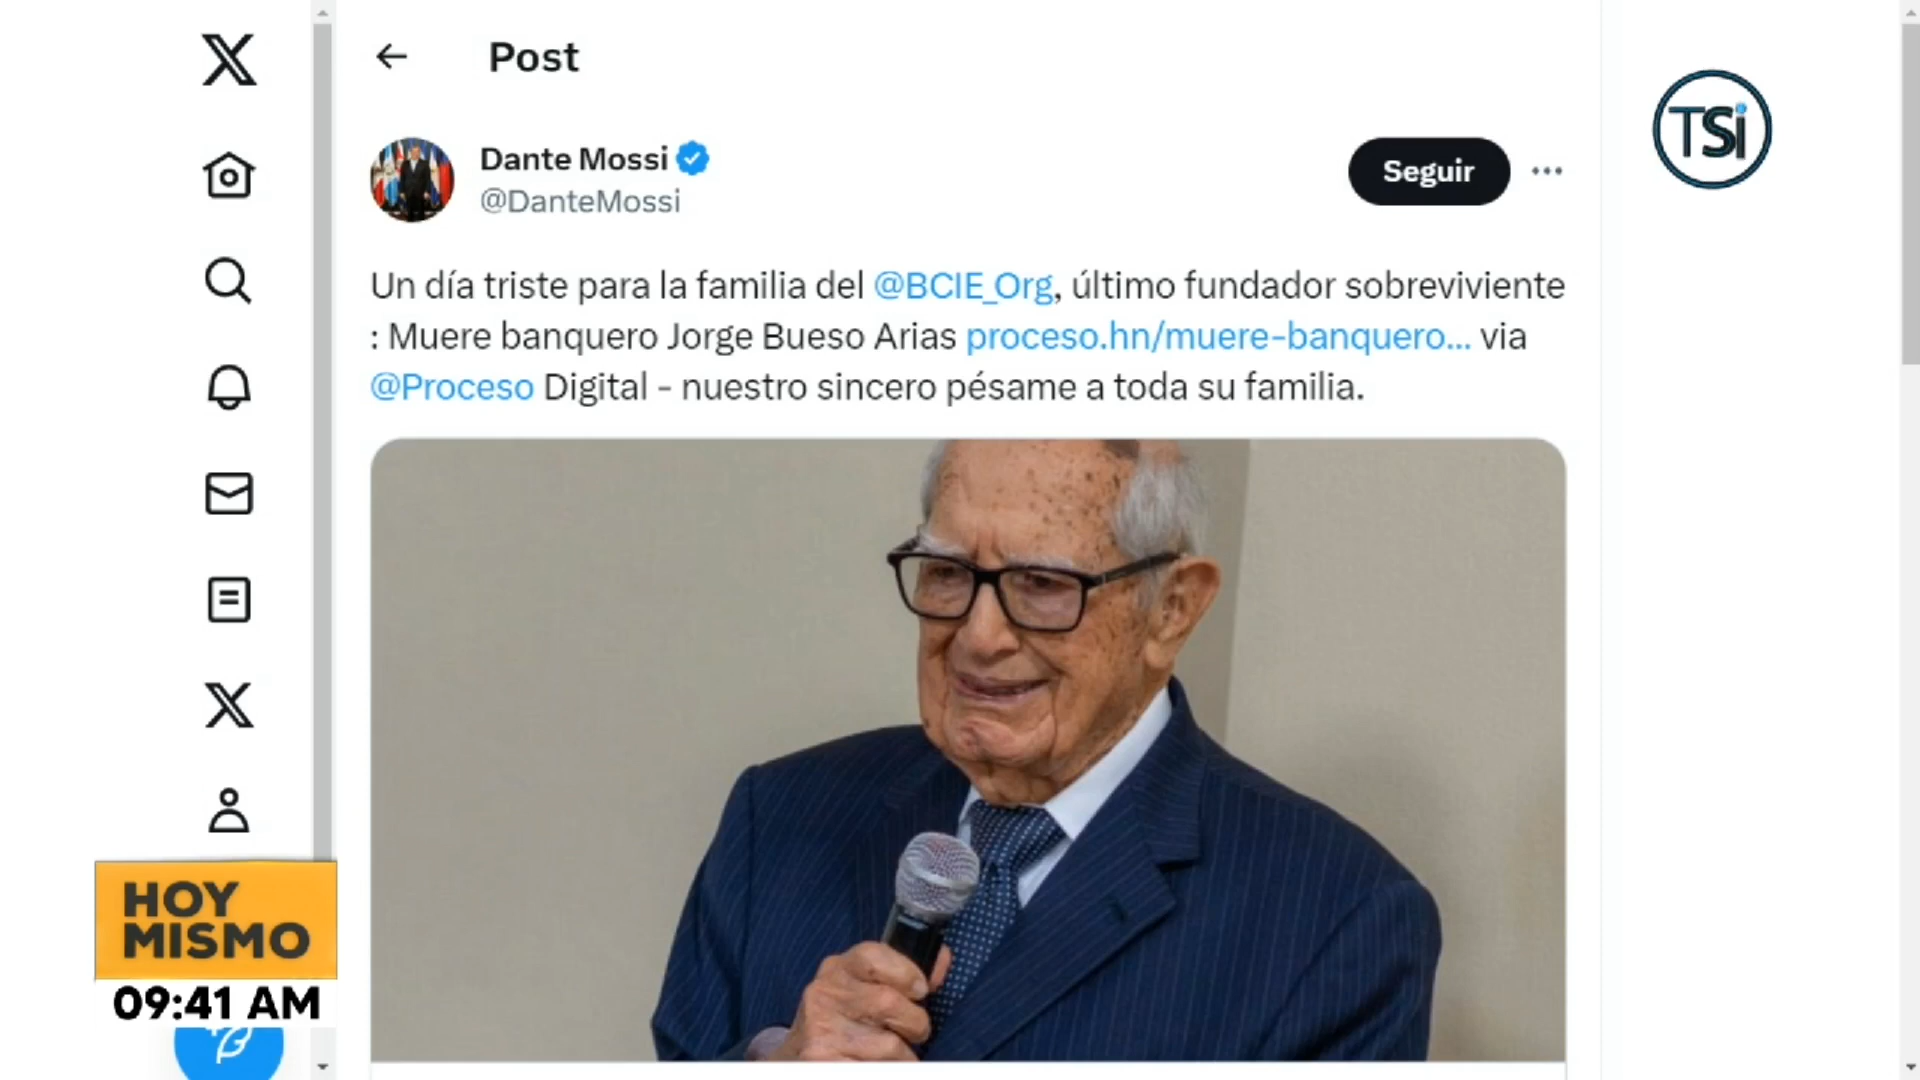 Post
TSi
Dante Mossi
@DanteMossi
Seguir
Un día triste para la familia del @BCIE_Org, último fundador sobreviviente
: Muere banquero Jorge Bueso Arias proceso.hn/muere-banquero... via
@Proceso Digital - nuestro sincero pésame a toda su familia.
HOY
MISMO
09:41 AM